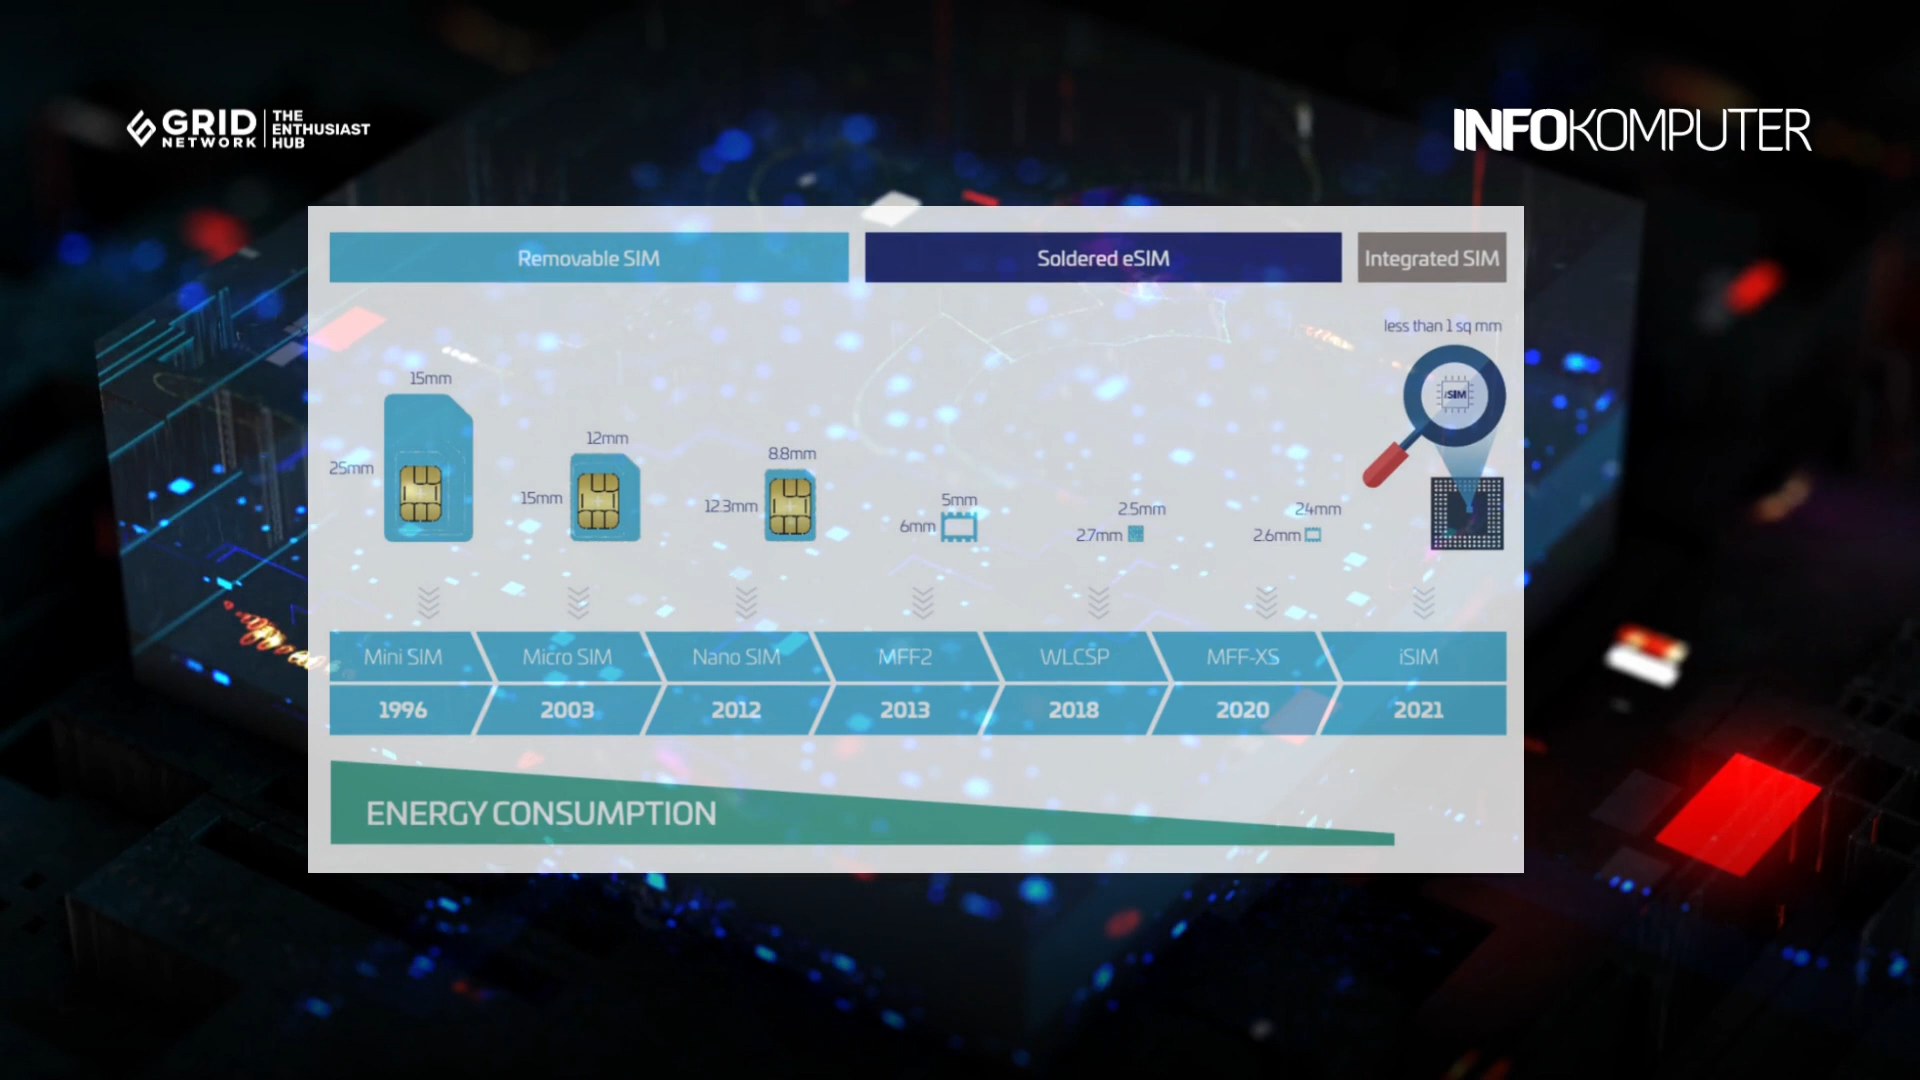 GRID
NETWORK
THE
ENTHUSIAST
HUB
INFOKOMPUTER
Removable SIM
Soldered eSIM
Integrated SIM
less than 1 sq mm
iSIM
15mm
25mm
12mm
15mm
8.8mm
12.3mm
5mm
6mm
2.5mm
2.7mm
24mm
2.6mm
Mini SIM
Micro SIM
Nano SIM
MFF2
WLCSP
MFF-XS
iSIM
1996
2003
2012
2013
2018
2020
2021
ENERGY CONSUMPTION